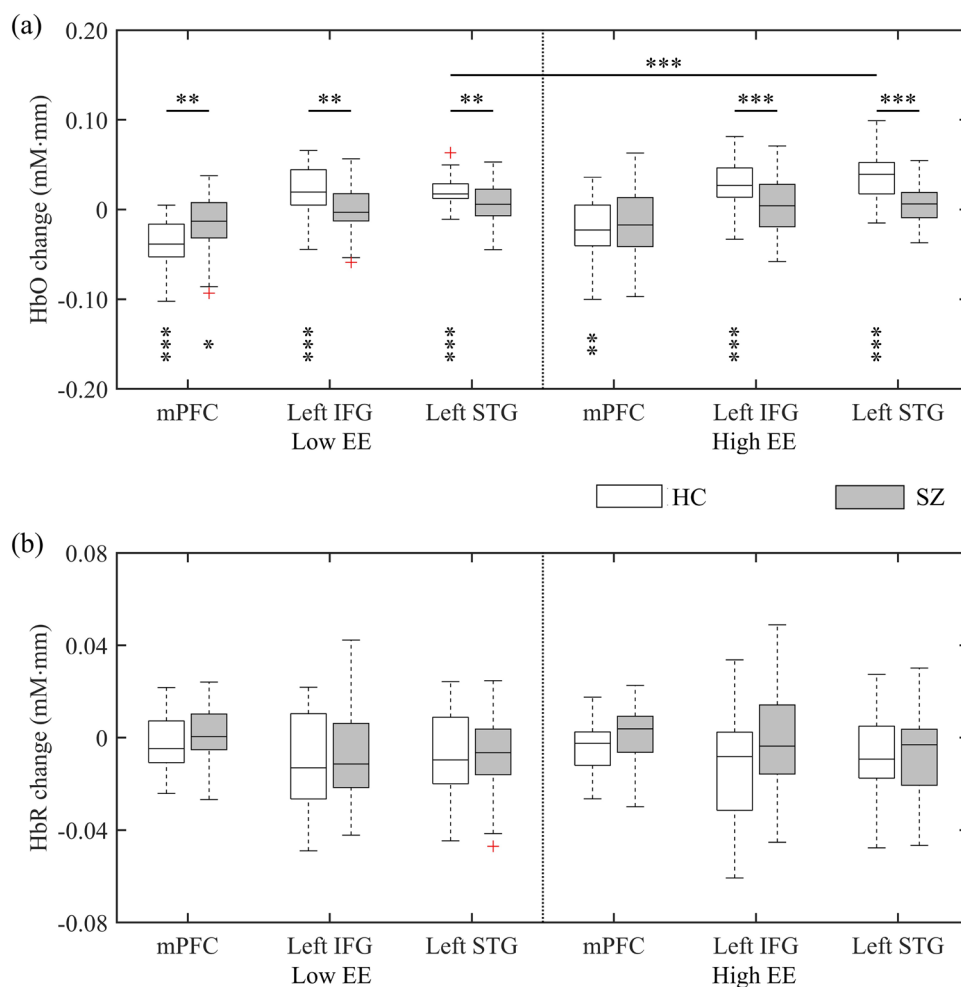 (a)
0.20
0.10
0
-0.10
-0.20
HbO change (mM·mm)
***
** ** ** *** ***
*** * *** *** ** *** ***
mPFC Left IFG Left STG mPFC Left IFG Left STG
Low EE High EE
HC SZ
(b)
0.08
0.04
0
-0.04
-0.08
HbR change (mM·mm)
mPFC Left IFG Left STG mPFC Left IFG Left STG
Low EE High EE